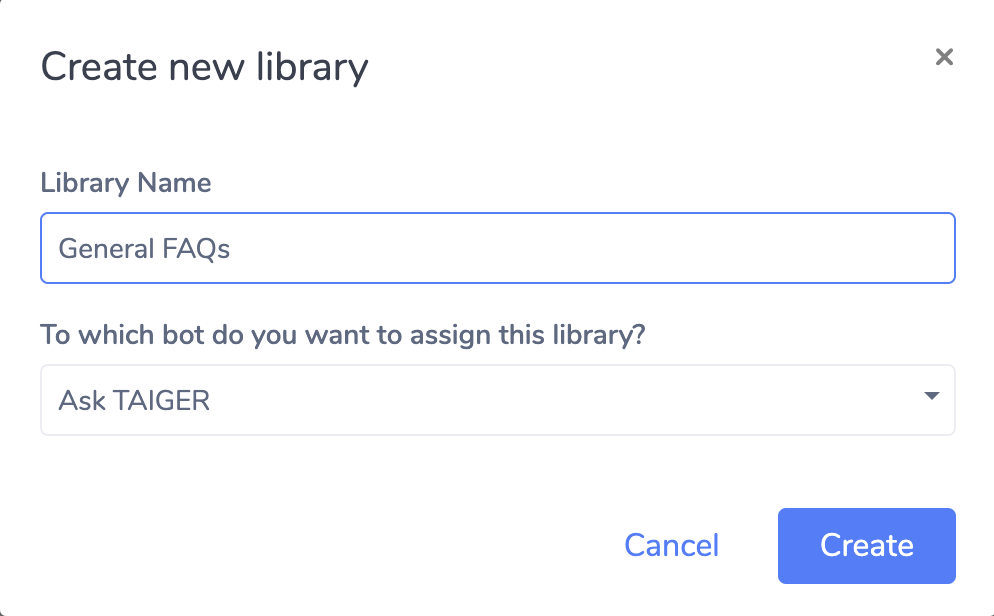 Create new library
Library Name
General FAQs
To which bot do you want to assign this library?
Ask TAIGER
Cancel
Create